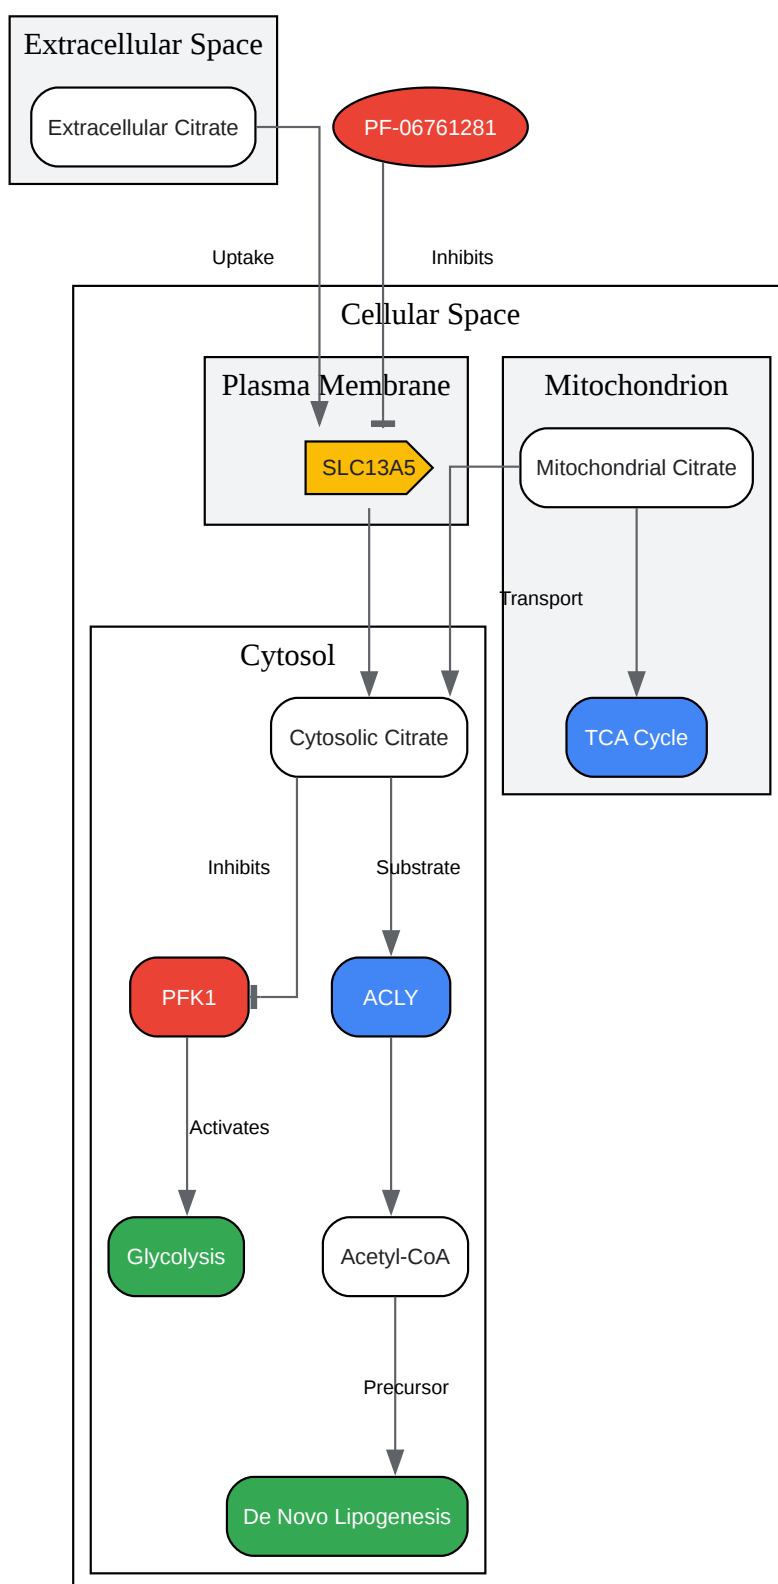 Extracellular Space
Extracellular Citrate
PF-06761281
Uptake
Inhibits
Cellular Space
Plasma Membrane
Mitochondrion
SLC13A5
Mitochondrial Citrate
Transport
Cytosol
Cytosolic Citrate
TCA Cycle
Inhibits
Substrate
PFK1
ACLY
Activates
Glycolysis
Acetyl-CoA
Precursor
De Novo Lipogenesis